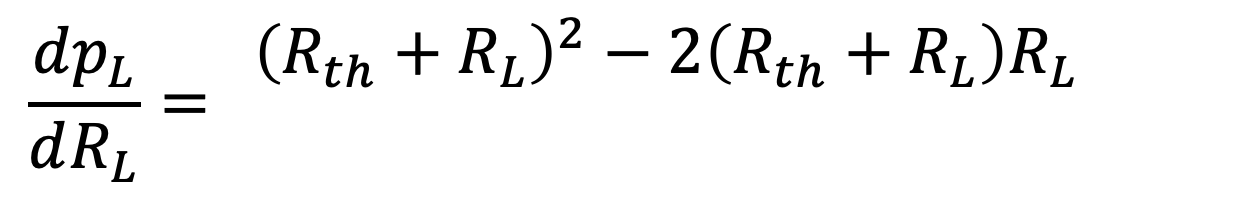 dp_L/dR_L = (R_th + R_L)² − 2(R_th + R_L)R_L